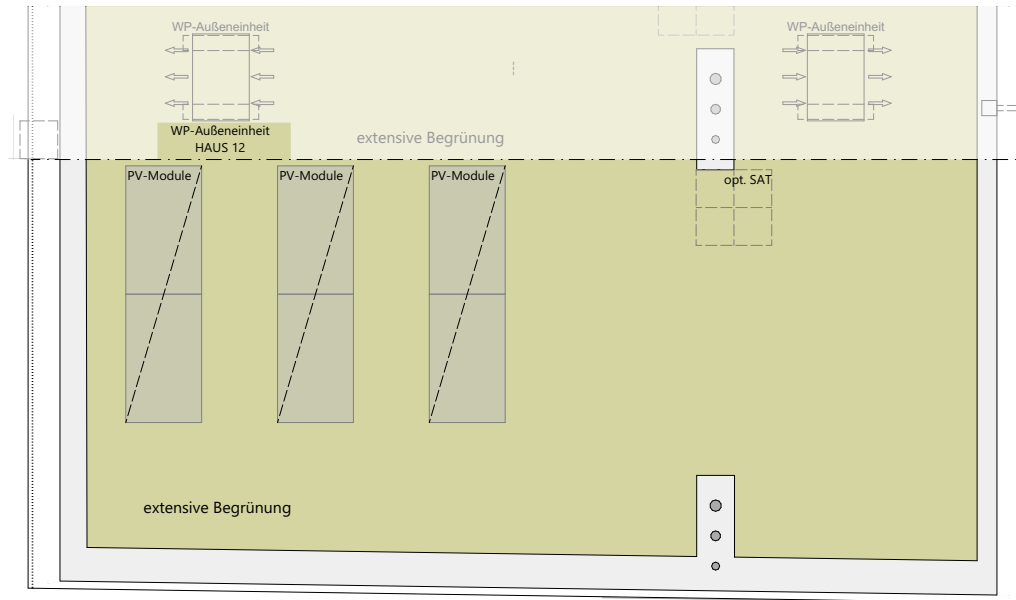 WP-Außeneinheit
WP-Außeneinheit
WP-Außeneinheit
HAUS 12
extensive Begrünung
PV-Module
PV-Module
PV-Module
opt. SAT
extensive Begrünung